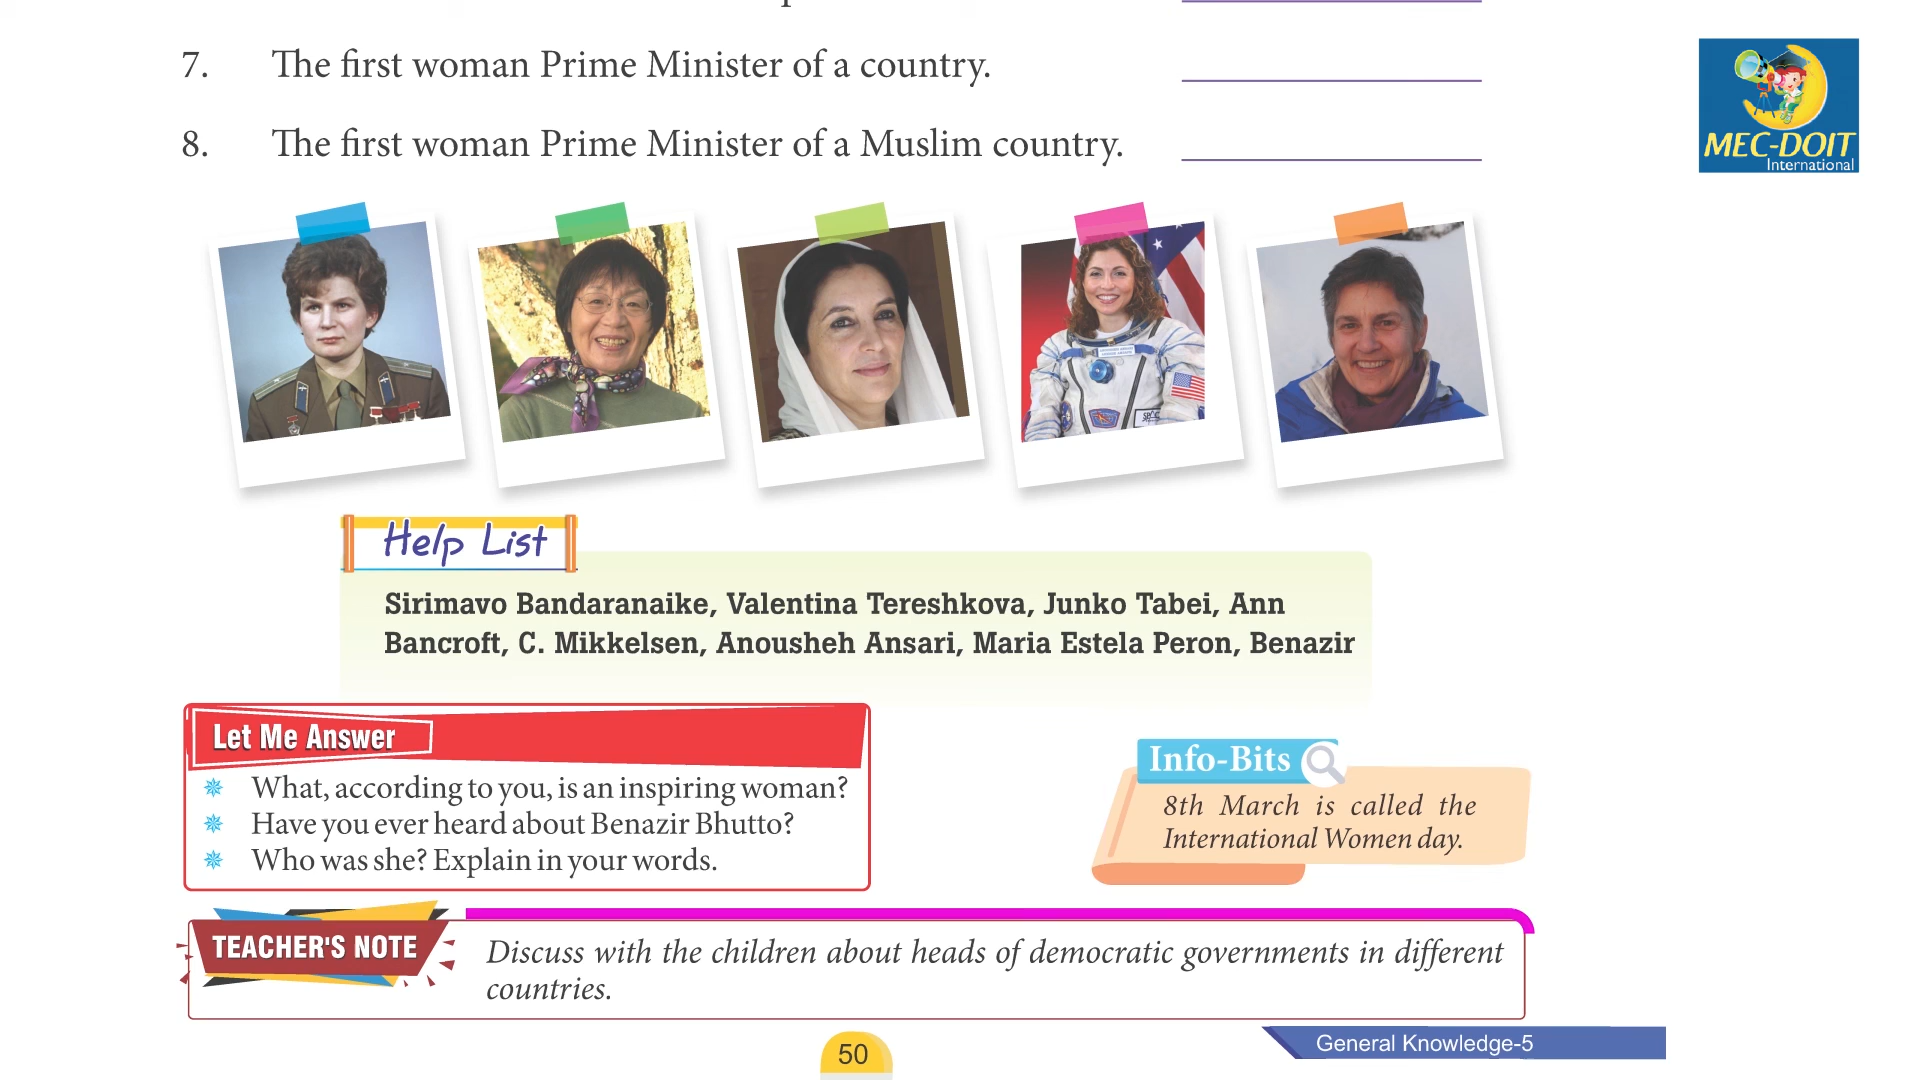 7. The first woman Prime Minister of a country.
8. The first woman Prime Minister of a Muslim country.
MEC-DOIT
International
Help List
Sirimavo Bandaranaike, Valentina Tereshkova, Junko Tabei, Ann
Bancroft, C. Mikkelsen, Anousheh Ansari, Maria Estela Peron, Benazir
Let Me Answer
What, according to you, is an inspiring woman?
Have you ever heard about Benazir Bhutto?
Who was she? Explain in your words.
Info-Bits
8th March is called the
International Women day.
TEACHER'S NOTE
Discuss with the children about heads of democratic governments in different
countries.
50
General Knowledge-5